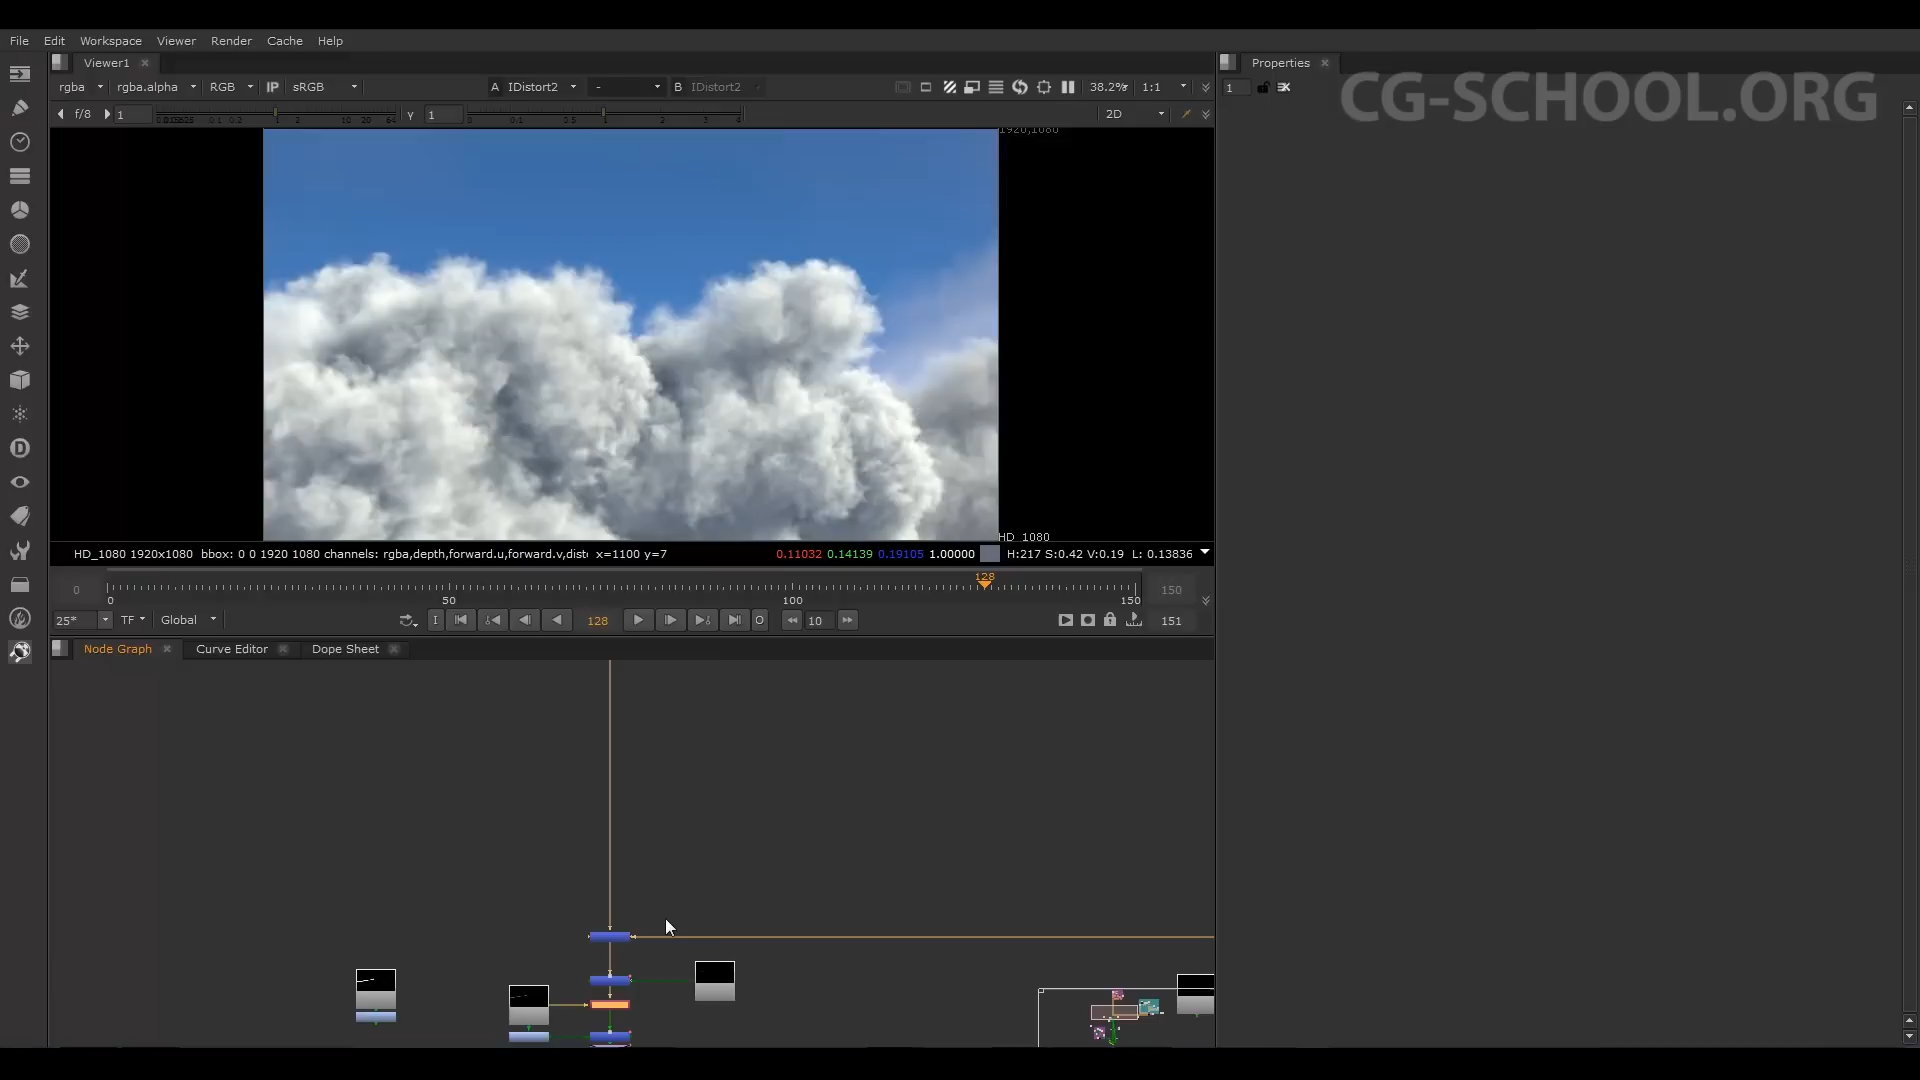 File Edit Workspace Viewer Render Cache Help
Viewer1 Properties
rgba rgba.alpha RGB IP sRGB A IDistort2 - B IDistort2 38.2% 1:1 1 CG-SCHOOL.ORG
f/8 1 γ 1 2D
1920,1080
HD_1080
HD_1080 1920x1080 bbox: 0 0 1920 1080 channels: rgba,depth,forward.u,forward.v,dist x=1100 y=7 0.11032 0.14139 0.19105 1.00000 H:217 S:0.42 V:0.19 L: 0.13836
128
0 150
0 50 100 150
25* TF Global I 128 O 10 151
Node Graph Curve Editor Dope Sheet